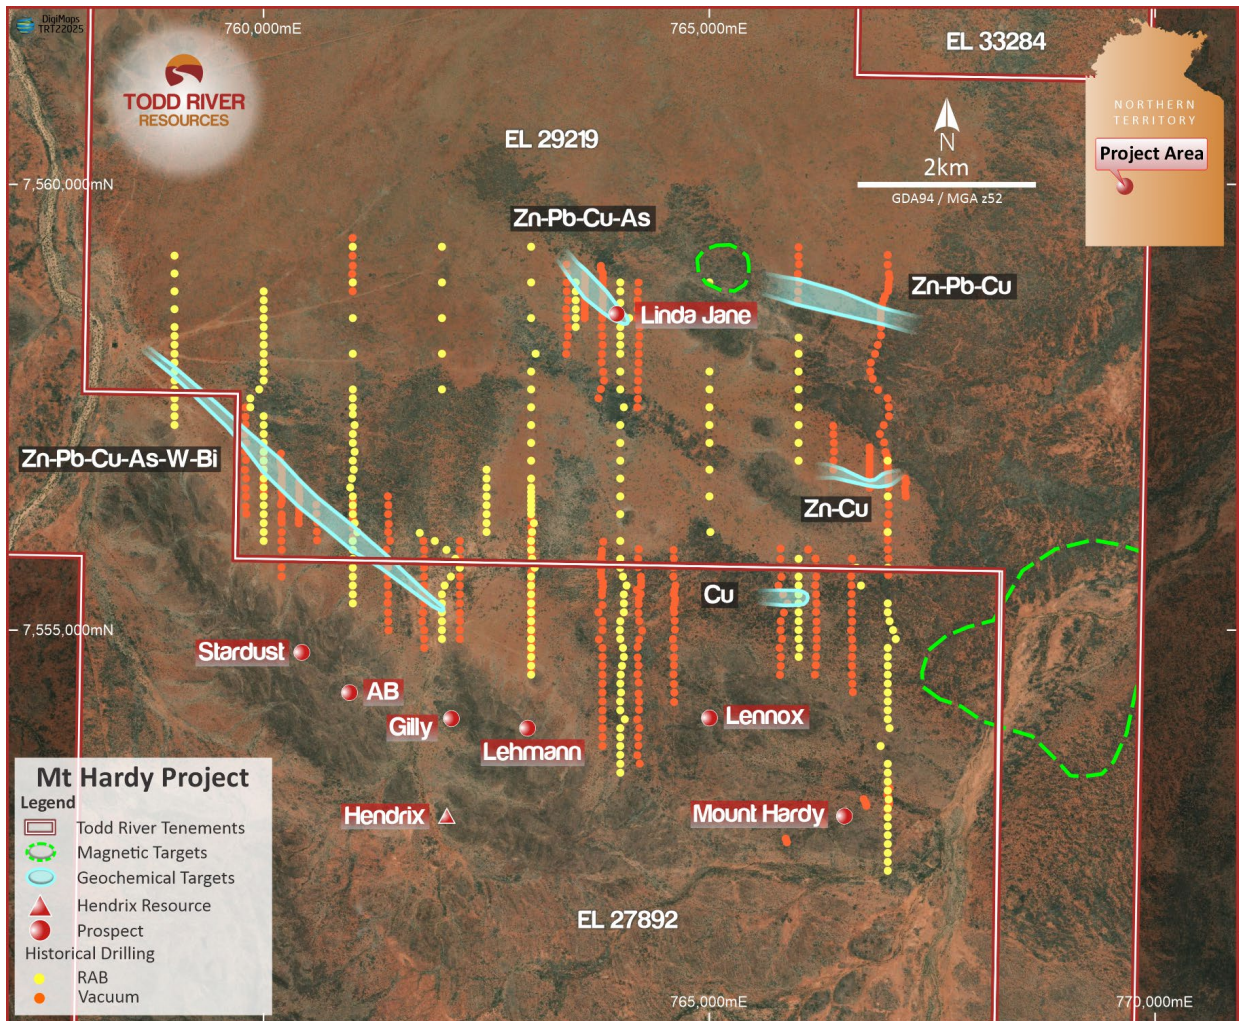 DigiMaps
TRT22025
760,000mE
765,000mE
EL 33284
TODD RIVER
RESOURCES
NORTHERN
TERRITORY
Project Area
EL 29219
N
2km
GDA94 / MGA z52
7,560,000mN
Zn-Pb-Cu-As
Zn-Pb-Cu
Linda Jane
Zn-Pb-Cu-As-W-Bi
Zn-Cu
Cu
7,555,000mN
Stardust
AB
Gilly
Lehmann
Lennox
Hendrix
Mount Hardy
Mt Hardy Project
Legend
Todd River Tenements
Magnetic Targets
Geochemical Targets
Hendrix Resource
Prospect
Historical Drilling
RAB
Vacuum
EL 27892
765,000mE
770,000mE